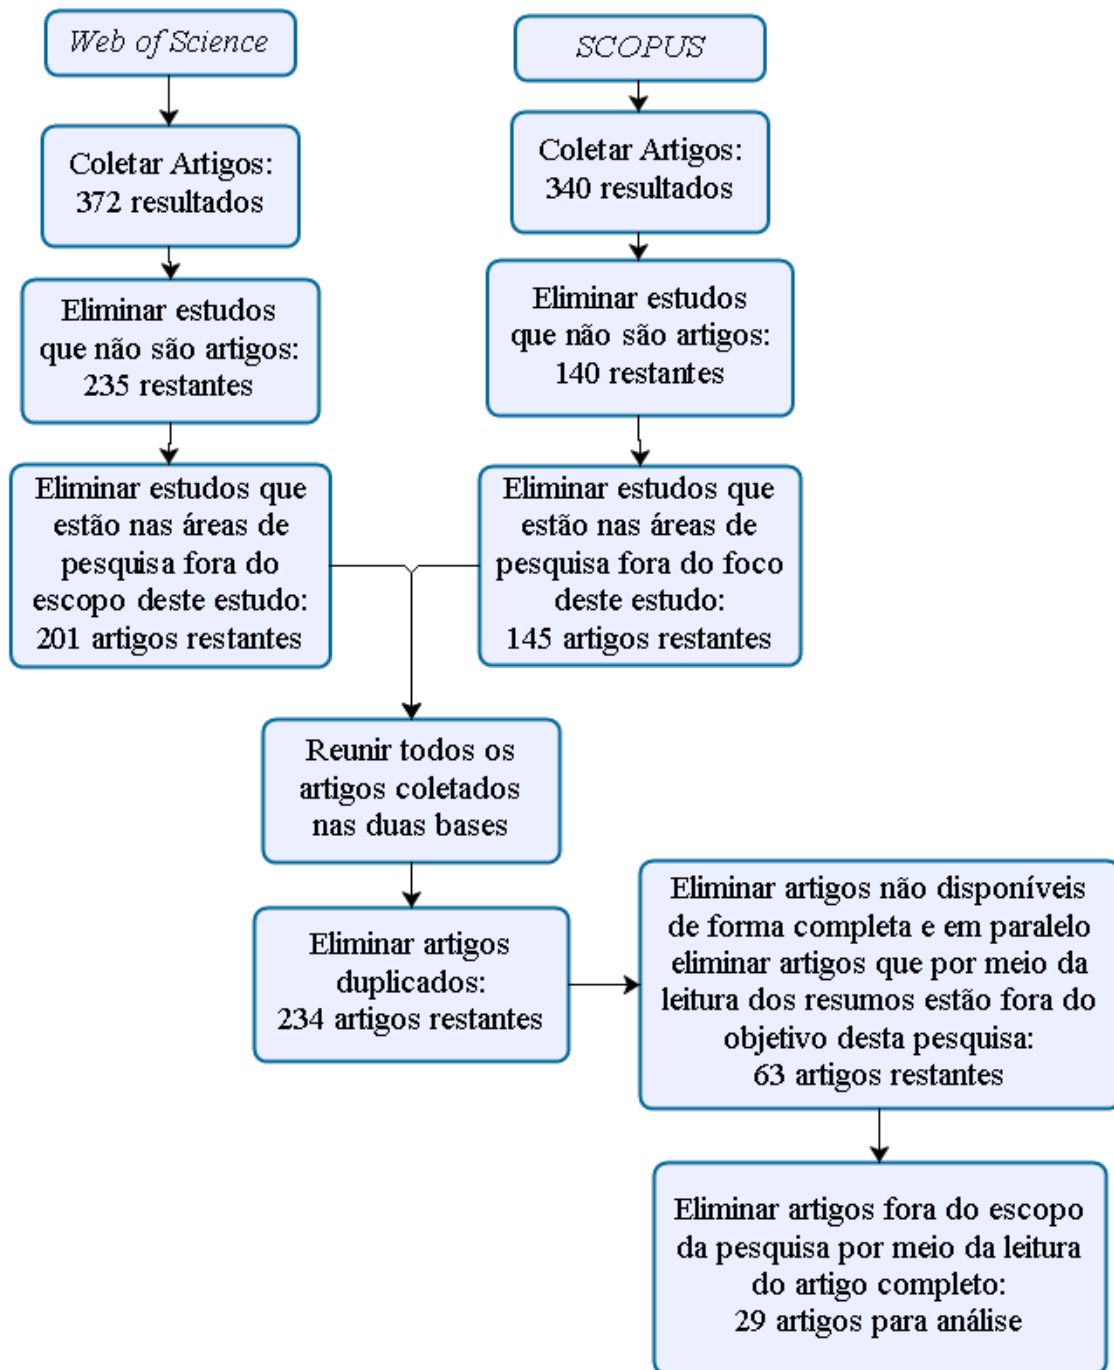 Web of Science
SCOPUS
Coletar Artigos:
372 resultados
Coletar Artigos:
340 resultados
Eliminar estudos
que não são artigos:
235 restantes
Eliminar estudos
que não são artigos:
140 restantes
Eliminar estudos que
estão nas áreas de
pesquisa fora do
escopo deste estudo:
201 artigos restantes
Eliminar estudos que
estão nas áreas de
pesquisa fora do foco
deste estudo:
145 artigos restantes
Reunir todos os
artigos coletados
nas duas bases
Eliminar artigos
duplicados:
234 artigos restantes
Eliminar artigos não disponíveis
de forma completa e em paralelo
eliminar artigos que por meio da
leitura dos resumos estão fora do
objetivo desta pesquisa:
63 artigos restantes
Eliminar artigos fora do escopo
da pesquisa por meio da leitura
do artigo completo:
29 artigos para análise